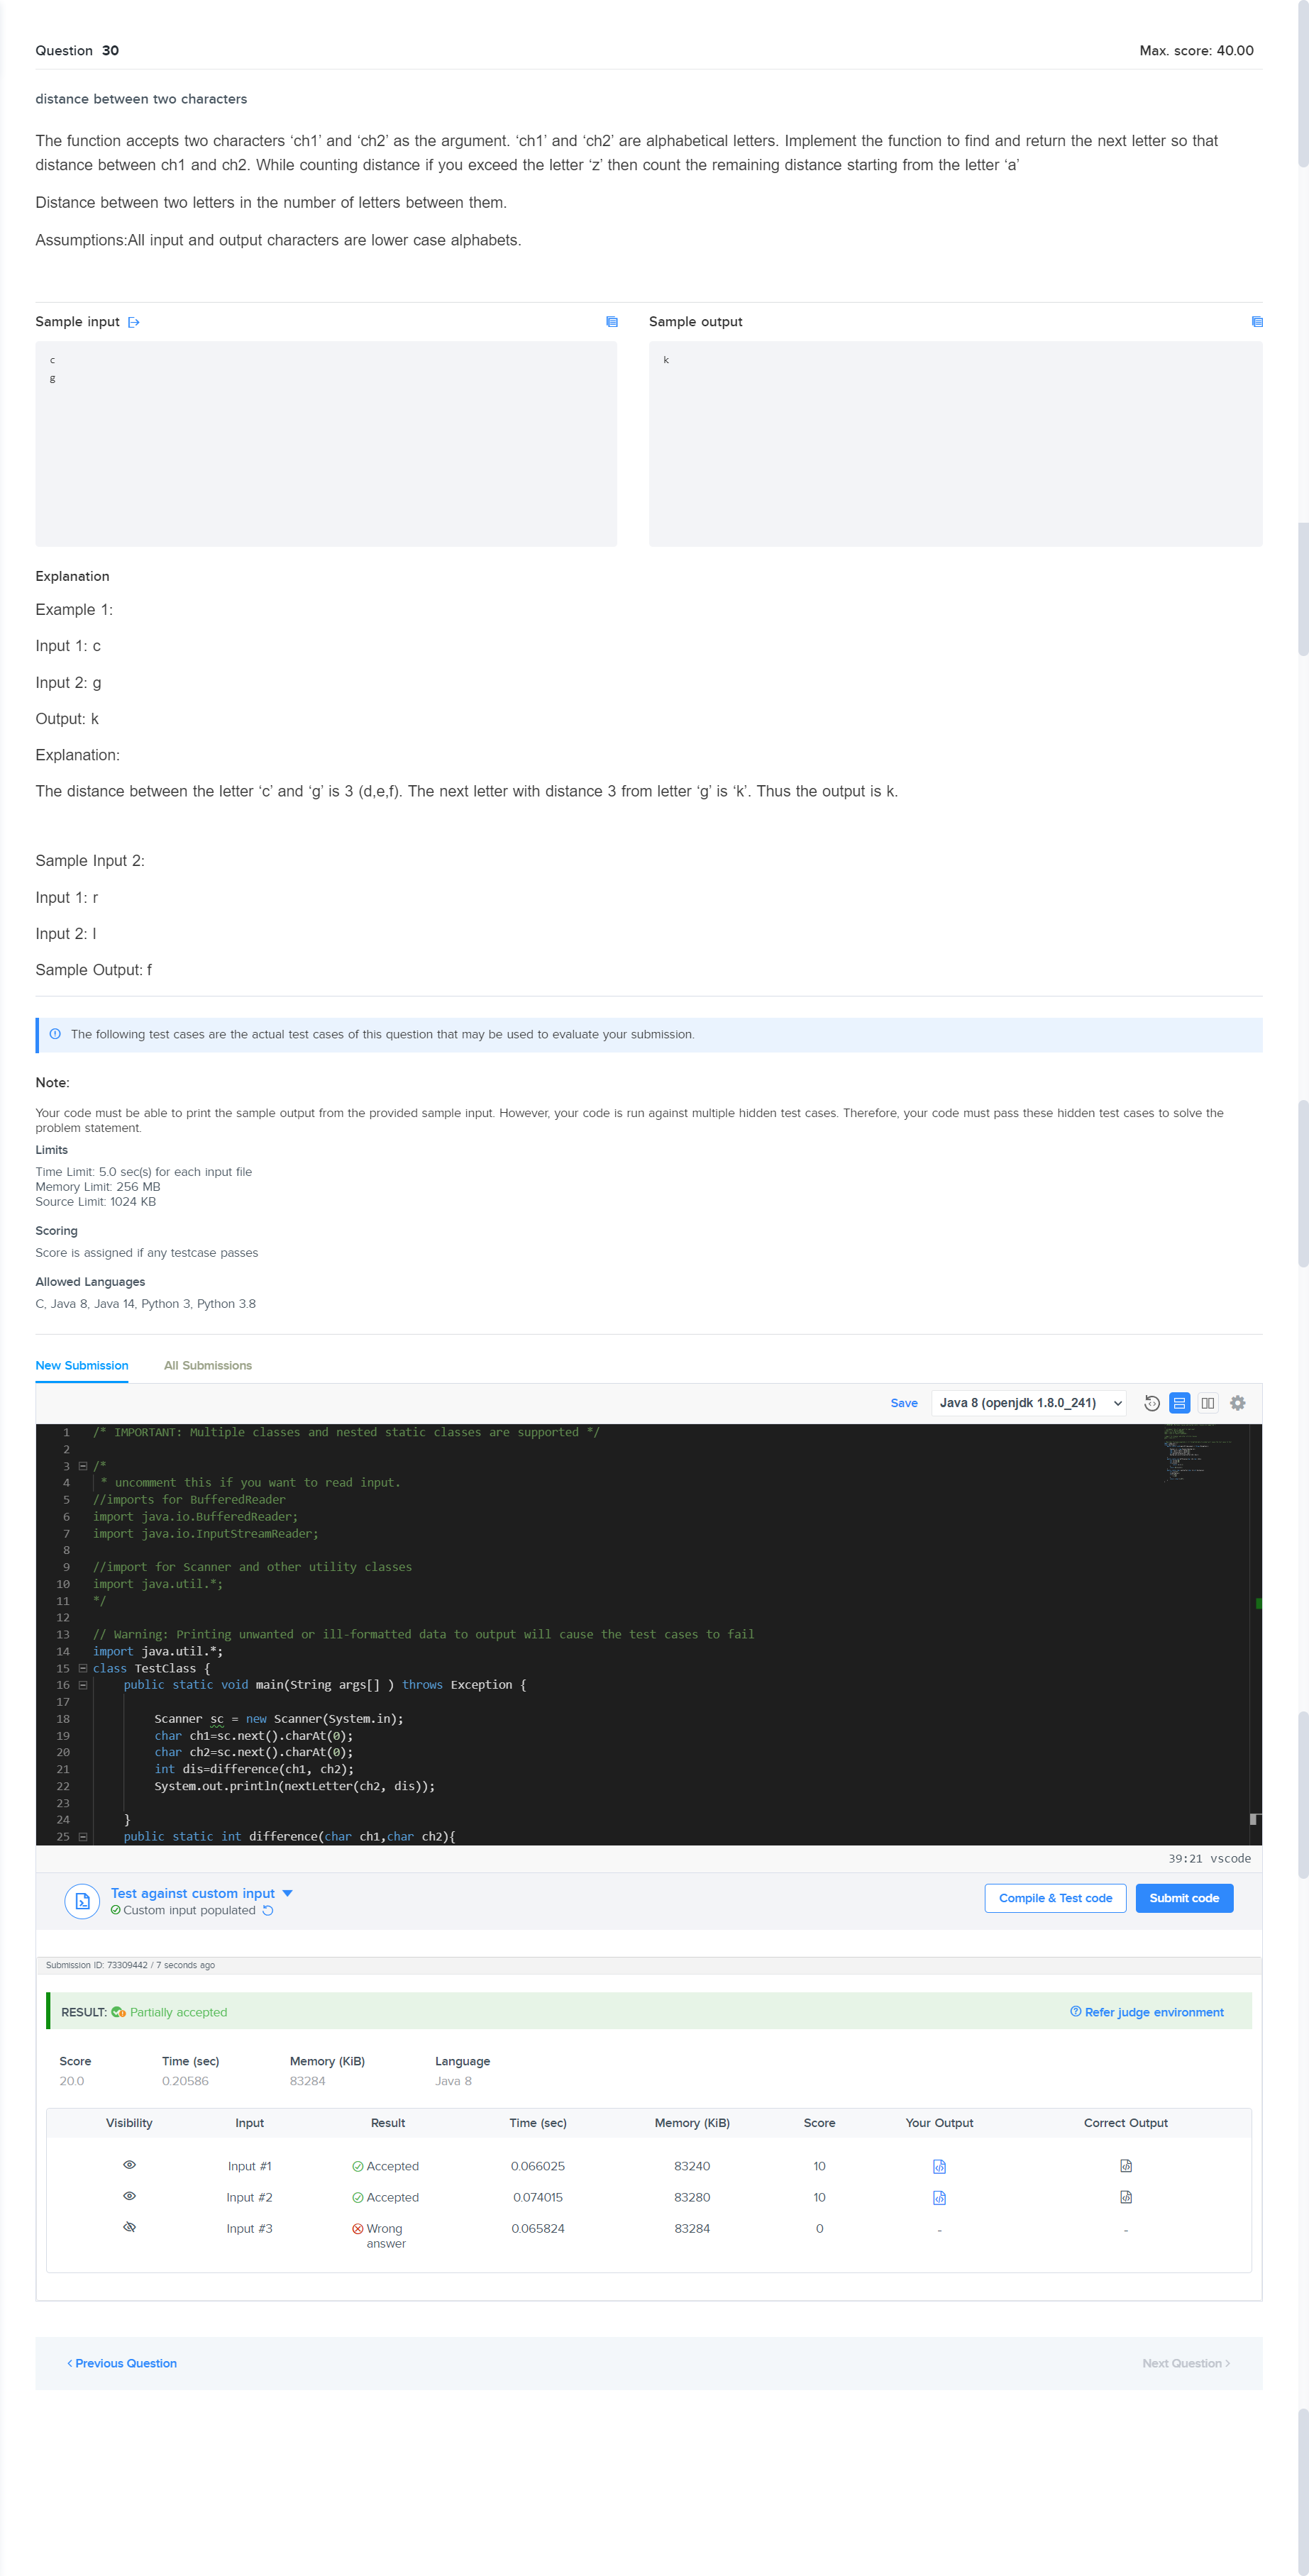 Question 30
Max. score: 40.00
distance between two characters
The function accepts two characters ‘ch1’ and ‘ch2’ as the argument. ‘ch1’ and ‘ch2’ are alphabetical letters. Implement the function to find and return the next letter so that
distance between ch1 and ch2. While counting distance if you exceed the letter ‘z’ then count the remaining distance starting from the letter ‘a’
Distance between two letters in the number of letters between them.
Assumptions:All input and output characters are lower case alphabets.
Sample input
Sample output
c
g
k
Explanation
Example 1:
Input 1: c
Input 2: g
Output: k
Explanation:
The distance between the letter ‘c’ and ‘g’ is 3 (d,e,f). The next letter with distance 3 from letter ‘g’ is ‘k’. Thus the output is k.
Sample Input 2:
Input 1: r
Input 2: l
Sample Output: f
The following test cases are the actual test cases of this question that may be used to evaluate your submission.
Note:
Your code must be able to print the sample output from the provided sample input. However, your code is run against multiple hidden test cases. Therefore, your code must pass these hidden test cases to solve the
problem statement.
Limits
Time Limit: 5.0 sec(s) for each input file
Memory Limit: 256 MB
Source Limit: 1024 KB
Scoring
Score is assigned if any testcase passes
Allowed Languages
C, Java 8, Java 14, Python 3, Python 3.8
New Submission All Submissions
Save Java 8 (openjdk 1.8.0_241)
1 /* IMPORTANT: Multiple classes and nested static classes are supported */
2
3 /*
4 * uncomment this if you want to read input.
5 //imports for BufferedReader
6 import java.io.BufferedReader;
7 import java.io.InputStreamReader;
8
9 //import for Scanner and other utility classes
10 import java.util.*;
11 */
12
13 // Warning: Printing unwanted or ill-formatted data to output will cause the test cases to fail
14 import java.util.*;
15 class TestClass {
16 public static void main(String args[] ) throws Exception {
17
18 Scanner sc = new Scanner(System.in);
19 char ch1=sc.next().charAt(0);
20 char ch2=sc.next().charAt(0);
21 int dis=difference(ch1, ch2);
22 System.out.println(nextLetter(ch2, dis));
23
24 }
25 public static int difference(char ch1,char ch2){
39:21 vscode
Test against custom input
Custom input populated
Compile & Test code
Submit code
Submission ID: 73309442 / 7 seconds ago
RESULT: Partially accepted
Refer judge environment
Score Time (sec) Memory (KiB) Language
20.0 0.20586 83284 Java 8
Visibility Input Result Time (sec) Memory (KiB) Score Your Output Correct Output
Input #1 Accepted 0.066025 83240 10
Input #2 Accepted 0.074015 83280 10
Input #3 Wrong answer 0.065824 83284 0 - -
Previous Question
Next Question